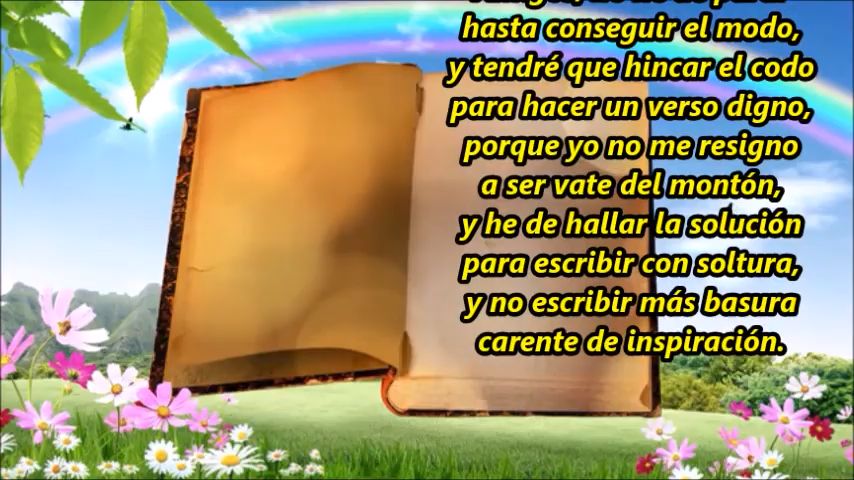 hasta conseguir el modo,
y tendré que hincar el codo
para hacer un verso digno,
porque yo no me resigno
a ser vate del montón,
y he de hallar la solución
para escribir con soltura,
y no escribir más basura
carente de inspiración.